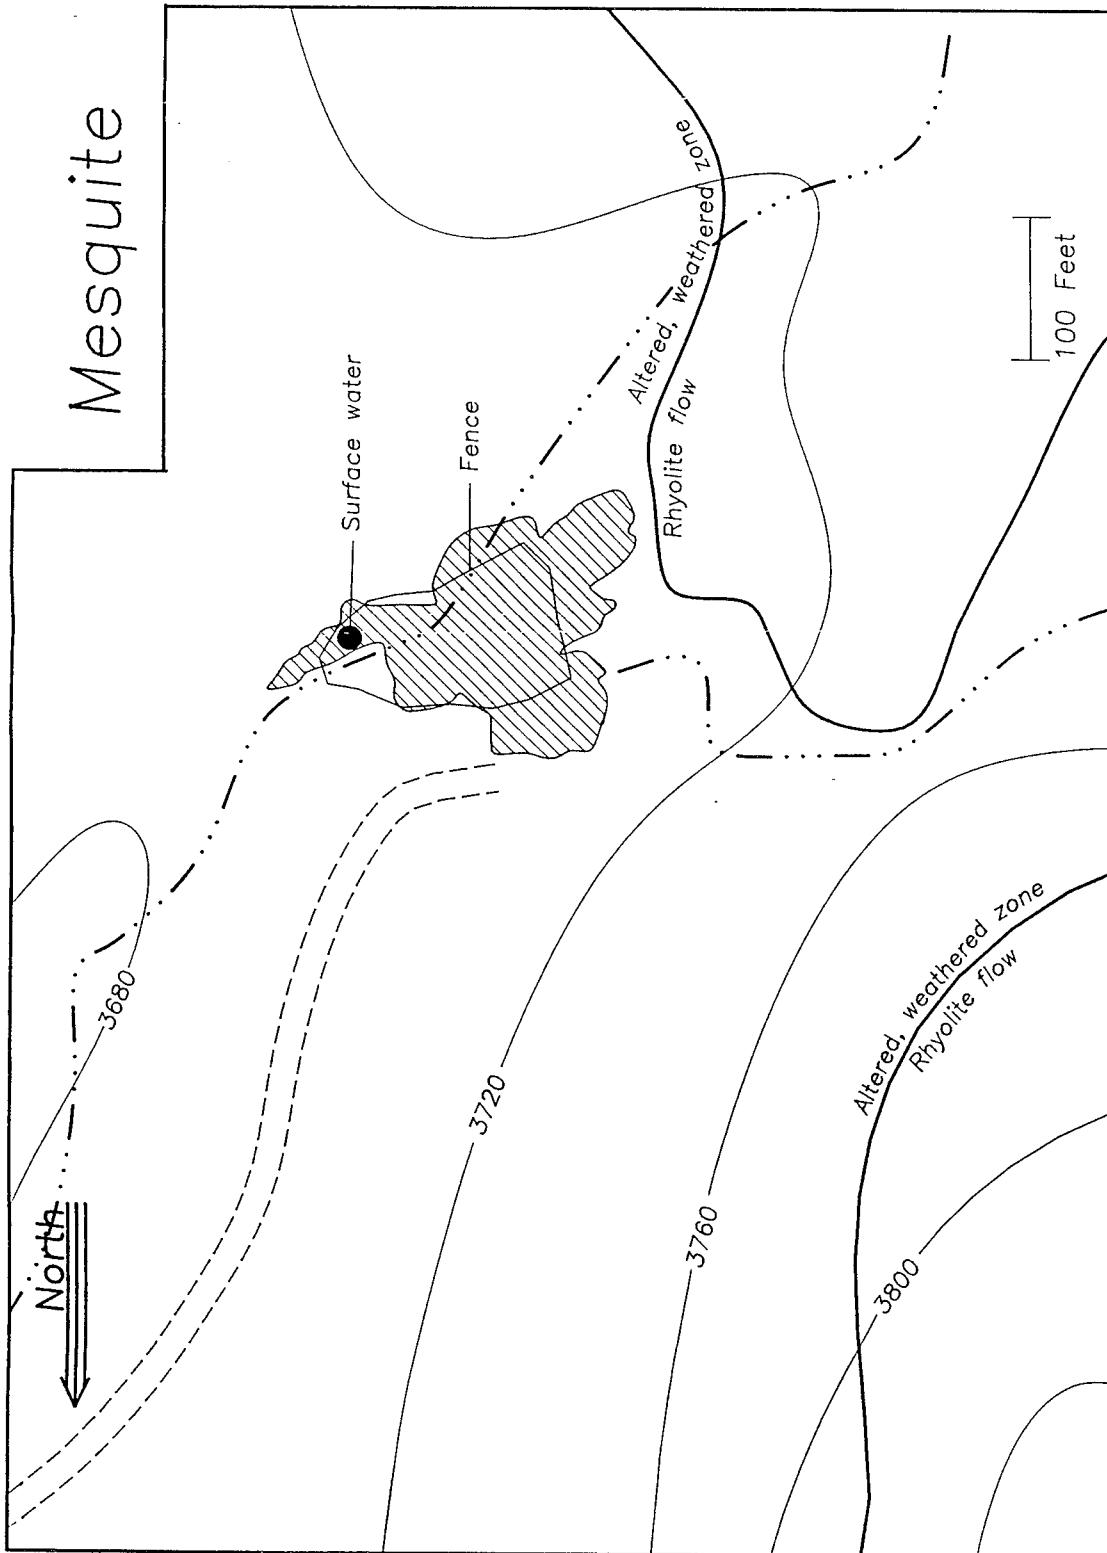 Mesquite
Surface water
Fence
Altered, weathered zone
Rhyolite flow
100 Feet
North
3680
3720
3760
3800
Altered, weathered zone
Rhyolite flow